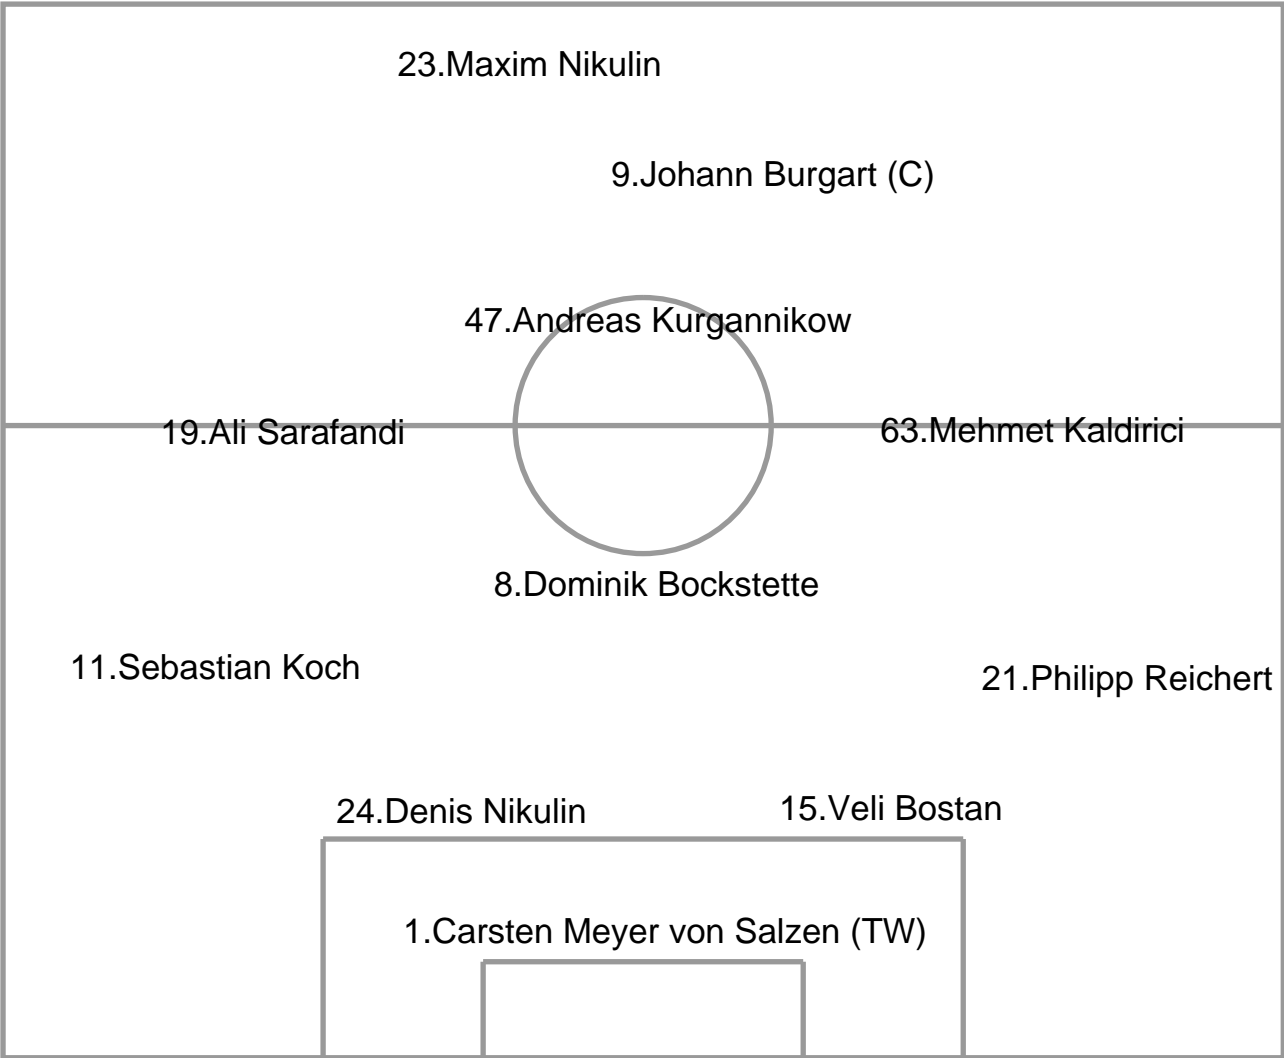 23.Maxim Nikulin
9.Johann Burgart (C)
47.Andreas Kurgannikow
19.Ali Sarafandi
63.Mehmet Kaldirici
8.Dominik Bockstette
11.Sebastian Koch
21.Philipp Reichert
24.Denis Nikulin
15.Veli Bostan
1.Carsten Meyer von Salzen (TW)